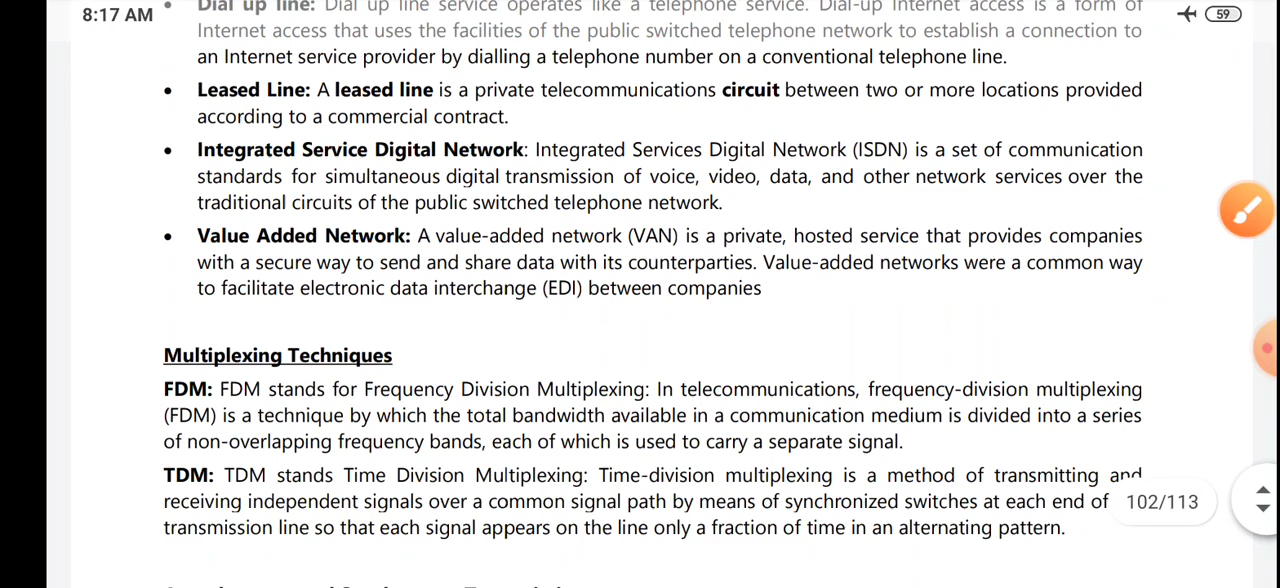 8:17 AM
59
• Dial up line: Dial up line service operates like a telephone service. Dial-up Internet access is a form of
Internet access that uses the facilities of the public switched telephone network to establish a connection to
an Internet service provider by dialling a telephone number on a conventional telephone line.
• Leased Line: A leased line is a private telecommunications circuit between two or more locations provided
according to a commercial contract.
• Integrated Service Digital Network: Integrated Services Digital Network (ISDN) is a set of communication
standards for simultaneous digital transmission of voice, video, data, and other network services over the
traditional circuits of the public switched telephone network.
• Value Added Network: A value-added network (VAN) is a private, hosted service that provides companies
with a secure way to send and share data with its counterparties. Value-added networks were a common way
to facilitate electronic data interchange (EDI) between companies
Multiplexing Techniques
FDM: FDM stands for Frequency Division Multiplexing: In telecommunications, frequency-division multiplexing
(FDM) is a technique by which the total bandwidth available in a communication medium is divided into a series
of non-overlapping frequency bands, each of which is used to carry a separate signal.
TDM: TDM stands Time Division Multiplexing: Time-division multiplexing is a method of transmitting and
receiving independent signals over a common signal path by means of synchronized switches at each end of
102/113
transmission line so that each signal appears on the line only a fraction of time in an alternating pattern.